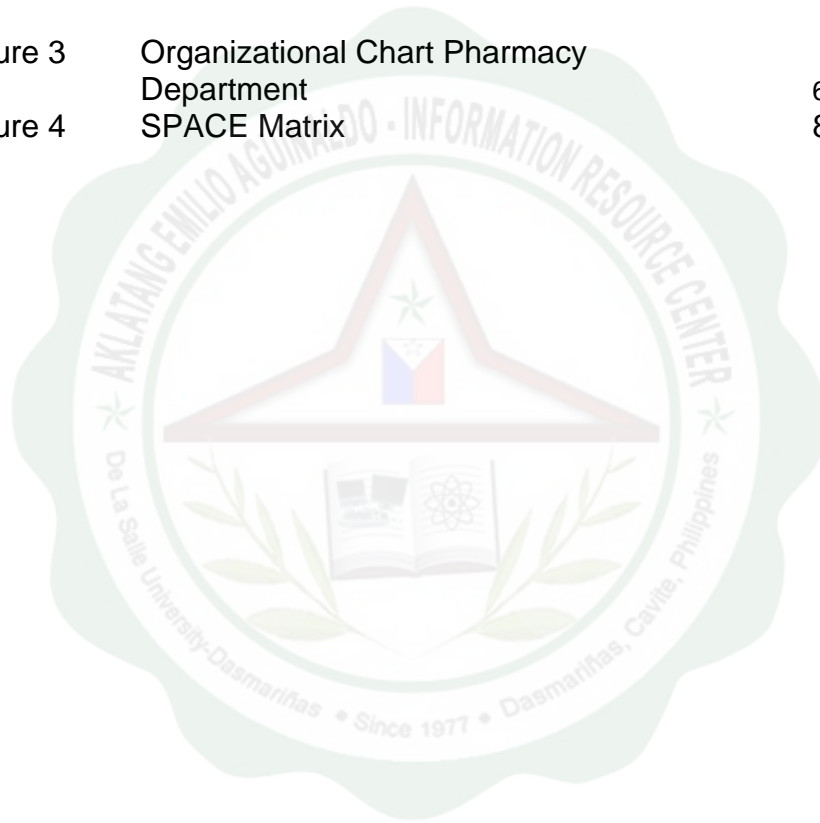 ure 3 Organizational Chart Pharmacy
Department 6
ure 4 SPACE Matrix 8
AKLATANG EMILIO AGUINALDO - INFORMATION RESOURCE CENTER
De La Salle University-Dasmariñas • Since 1977 • Dasmariñas, Cavite, Philippines